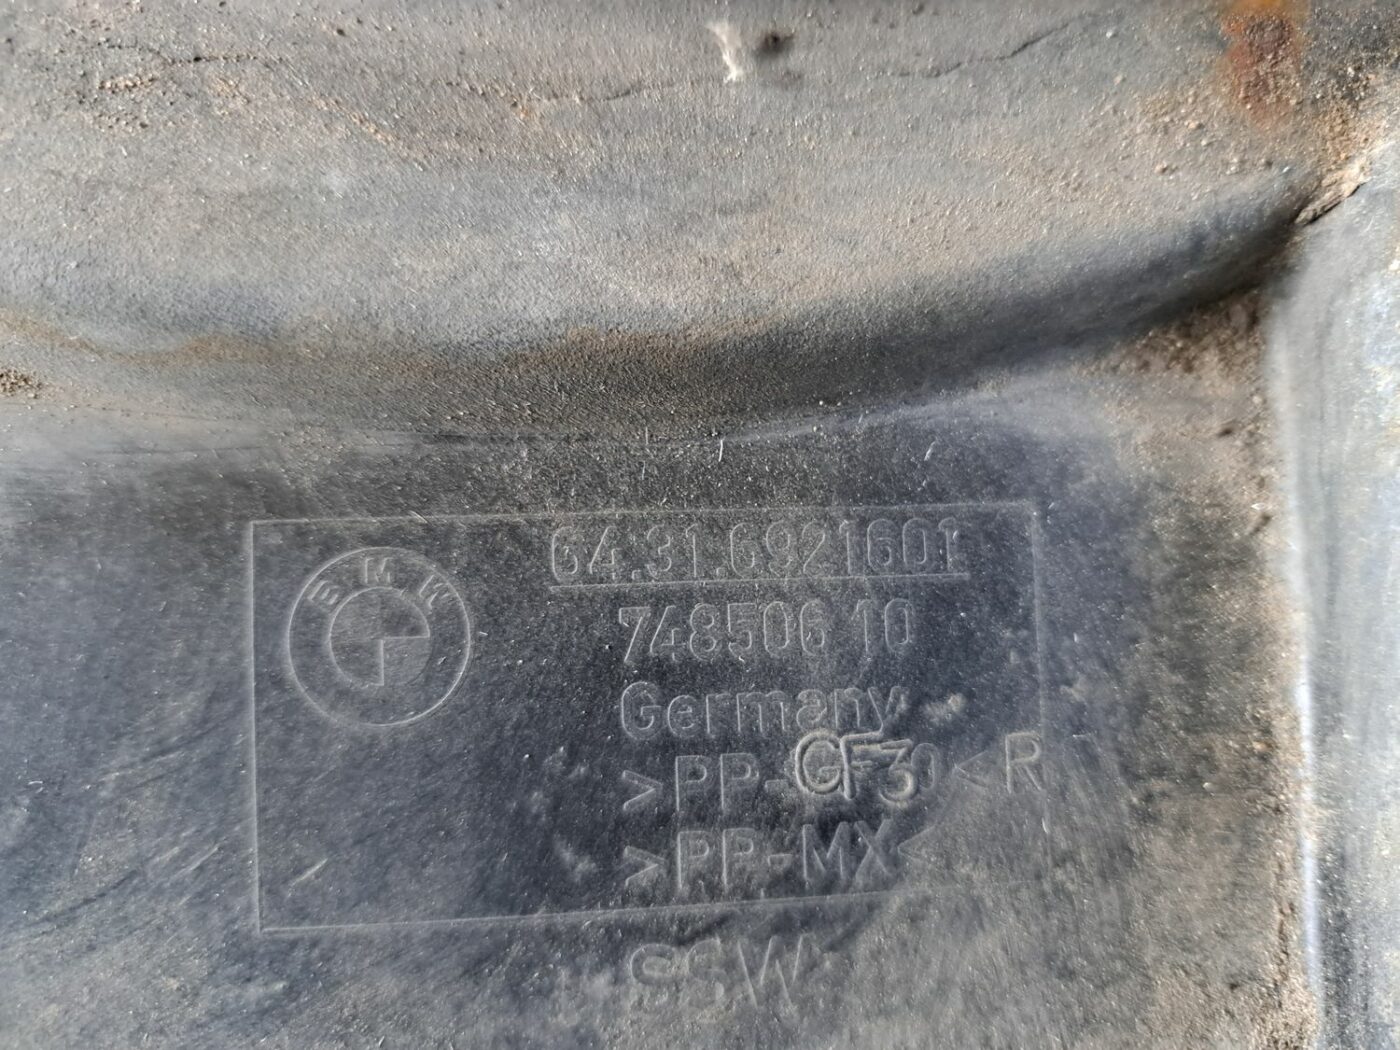 BMW
64.31.6921601
748506 10
Germany
>PP-GF30< R
>PP-MX<
SSW